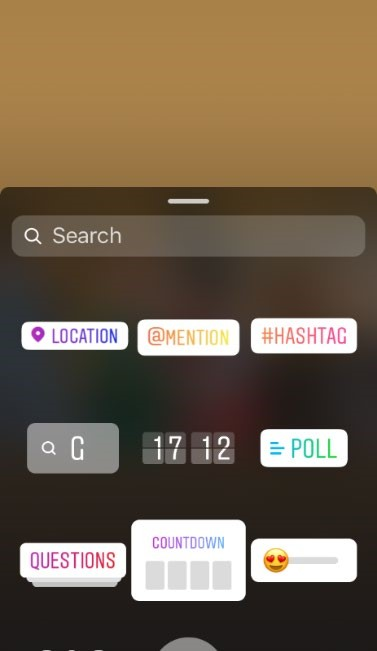 Search
LOCATION
@MENTION
#HASHTAG
G
17 12
POLL
QUESTIONS
COUNTDOWN